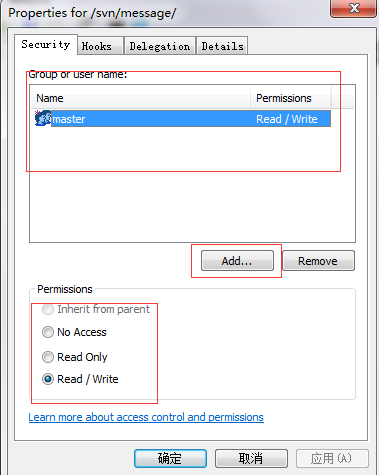 Properties for /svn/message/
Security Hooks Delegation Details
Group or user name:
Name Permissions
master Read / Write
Add... Remove
Permissions
Inherit from parent
No Access
Read Only
Read / Write
Learn more about access control and permissions
确定 取消 应用(A)